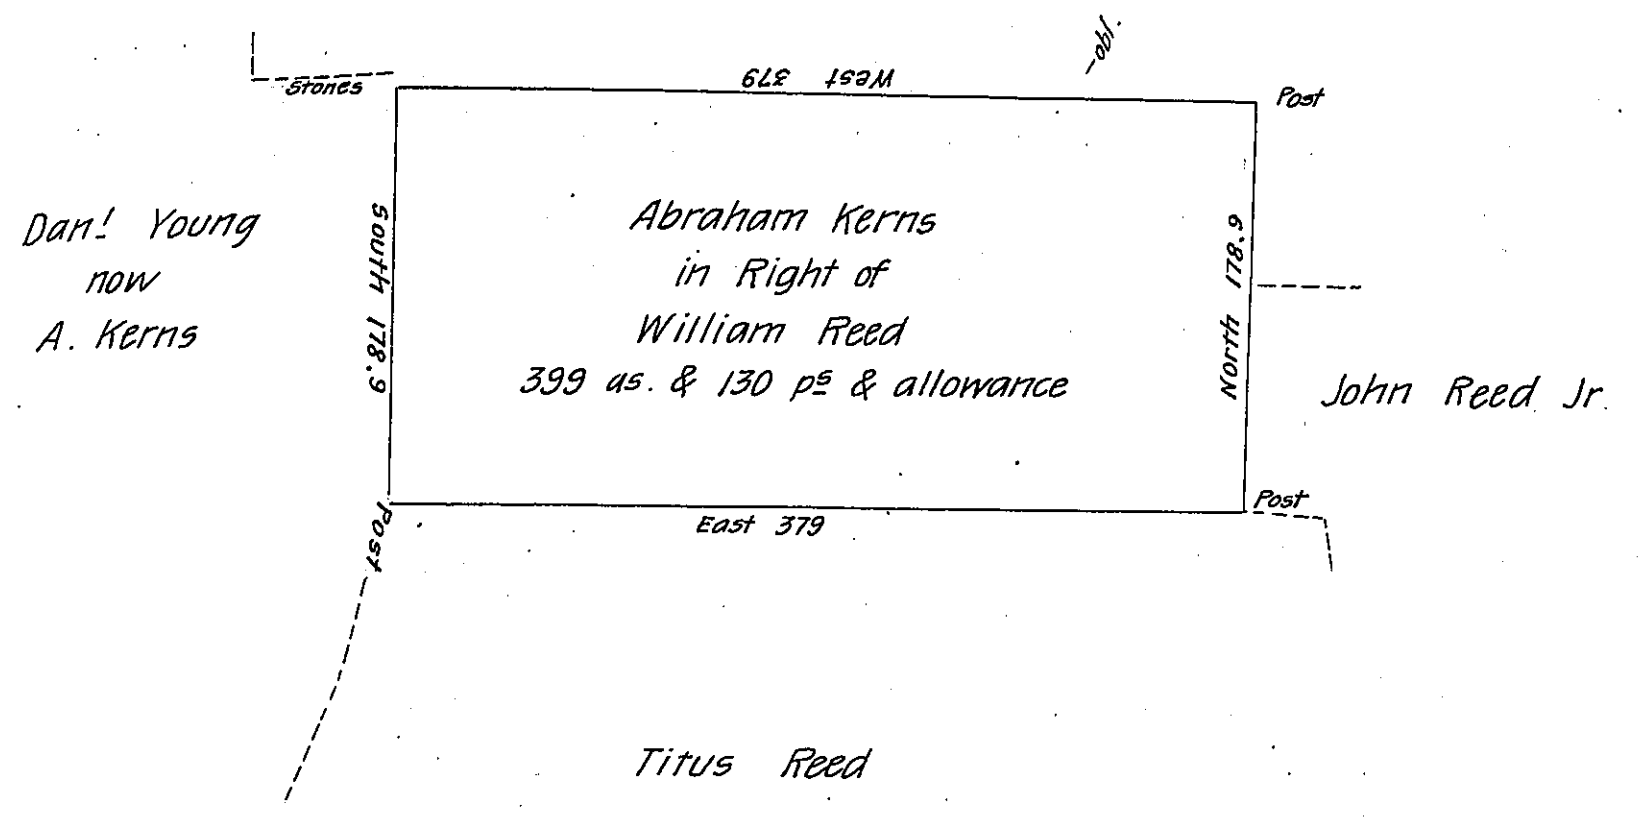 Stones
West 379
Post
Dan! Young
now
A. Kerns
South 178.9
Abraham Kerns
in Right of
William Reed
399 as. & 130 ps & allowance
North 178.9
John Reed Jr.
Post
East 379
Post
Titus Reed